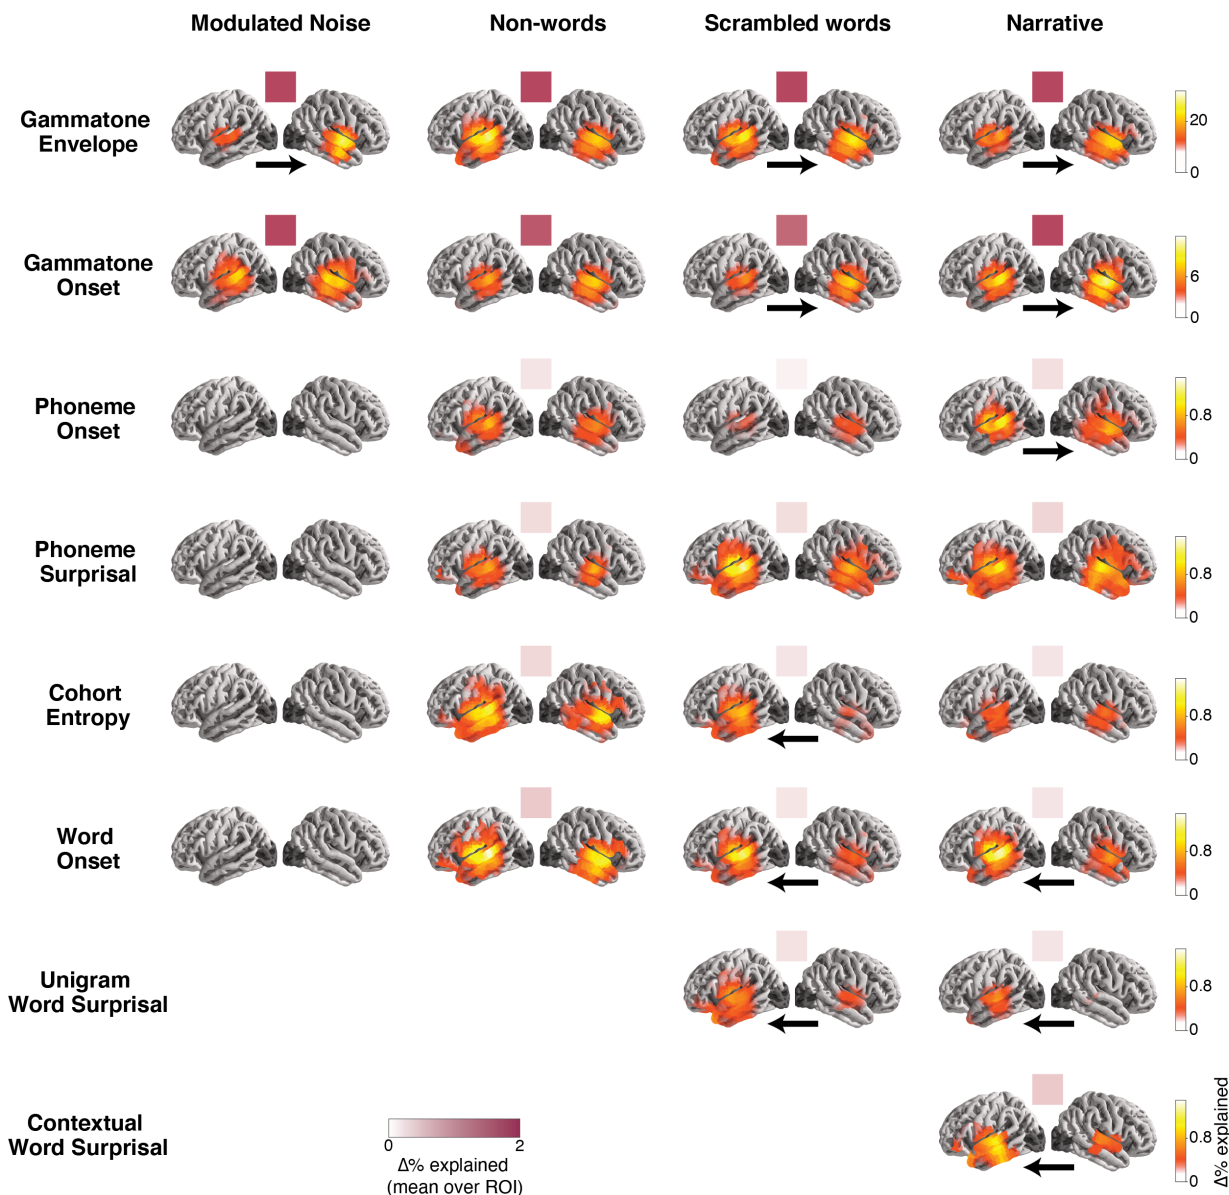 Modulated Noise Non-words Scrambled words Narrative
Gammatone
Envelope
20
0
Gammatone
Onset
6
0
Phoneme
Onset
0.8
0
Phoneme
Surprisal
0.8
0
Cohort
Entropy
0.8
0
Word
Onset
0.8
0
Unigram
Word Surprisal
0.8
0
Contextual
Word Surprisal
0 2
Δ% explained
(mean over ROI)
0.8
0
Δ% explained